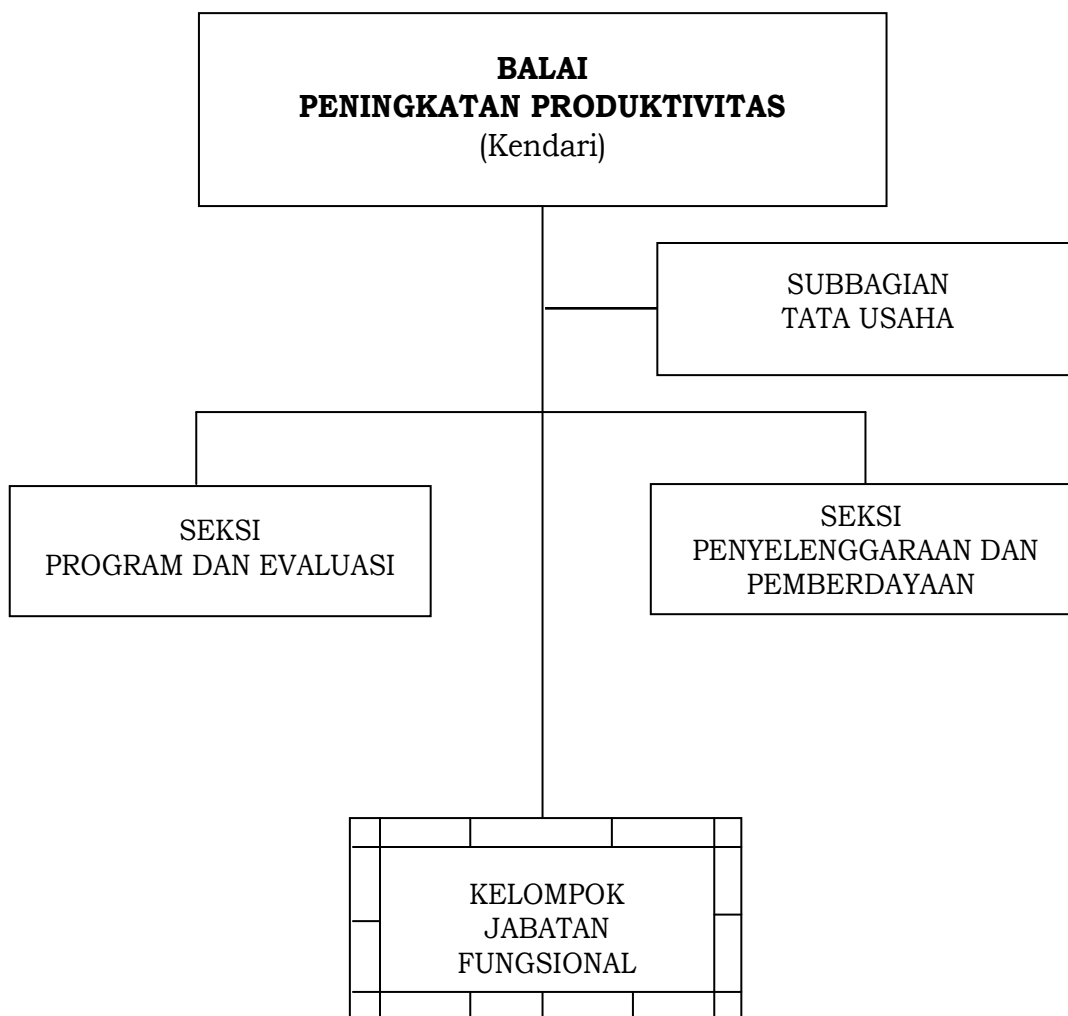 BALAI
PENINGKATAN PRODUKTIVITAS
(Kendari)
SUBBAGIAN
TATA USAHA
SEKSI
PROGRAM DAN EVALUASI
SEKSI
PENYELENGGARAAN DAN
PEMBERDAYAAN
KELOMPOK
JABATAN
FUNGSIONAL